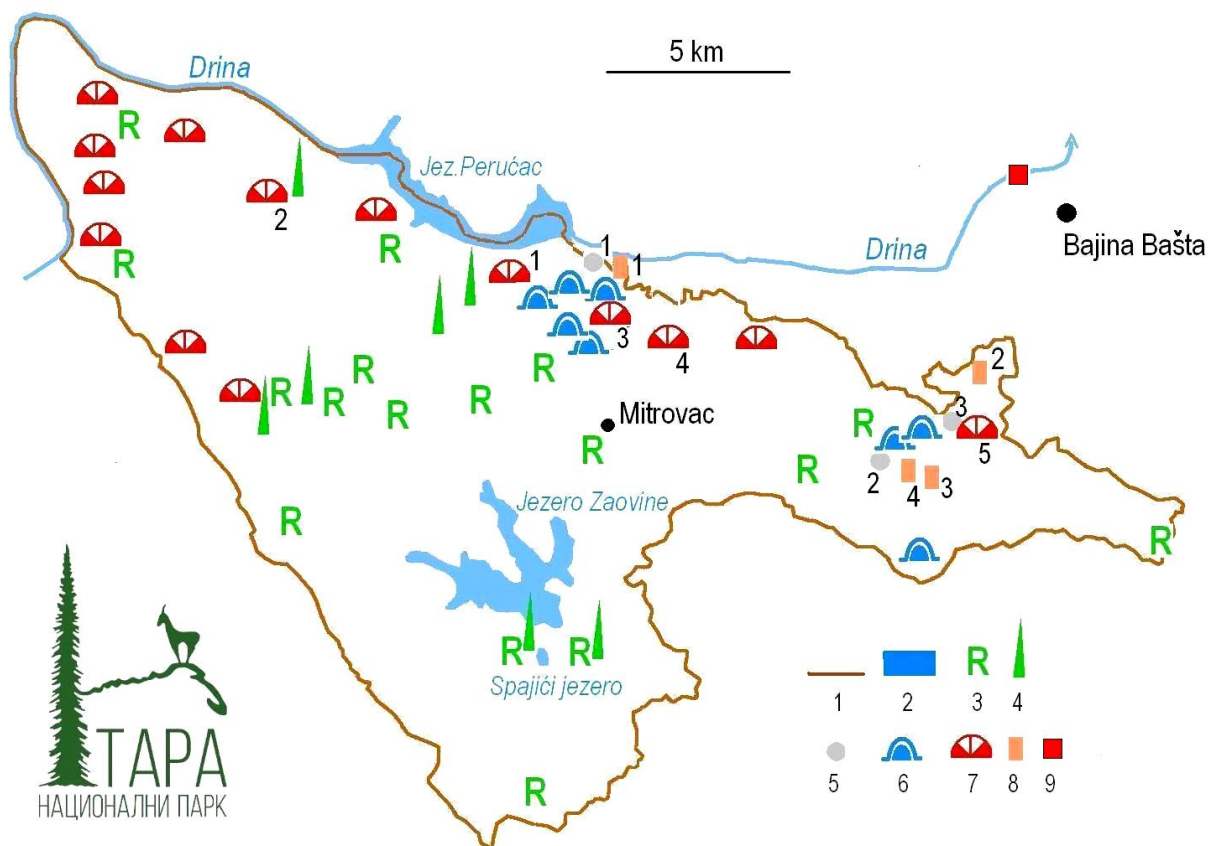 5 km
Drina
R
Jez.Perućac
2
R
R
Drina
Bajina Bašta
1
1
1
3
4
R
R
R
R
R
R
Mitrovac
R
2
3
R
5
R
2
4
3
R
Jezero Zaovine
R
R
R
Spajići jezero
R
R
1
2
3
4
5
6
7
8
9
ТАРА
НАЦИОНАЛНИ ПАРК